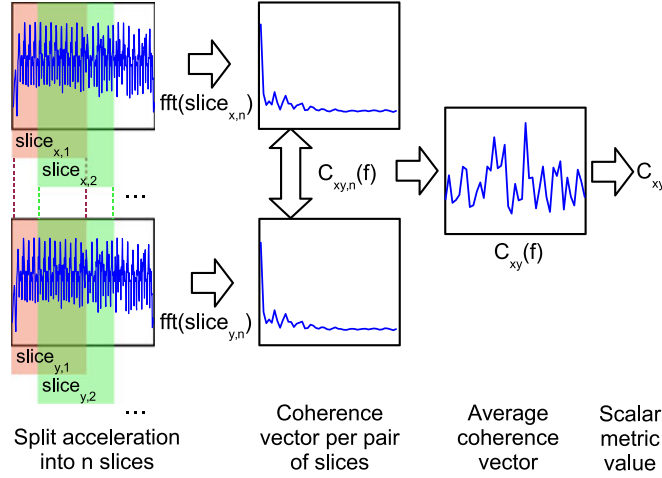 slice_x,1
slice_x,2
...
fft(slice_x,n)
C_xy,n(f)
C_xy(f)
C_xy
slice_y,1
slice_y,2
...
fft(slice_y,n)
Split acceleration
into n slices
Coherence
vector per pair
of slices
Average
coherence
vector
Scalar
metric
value